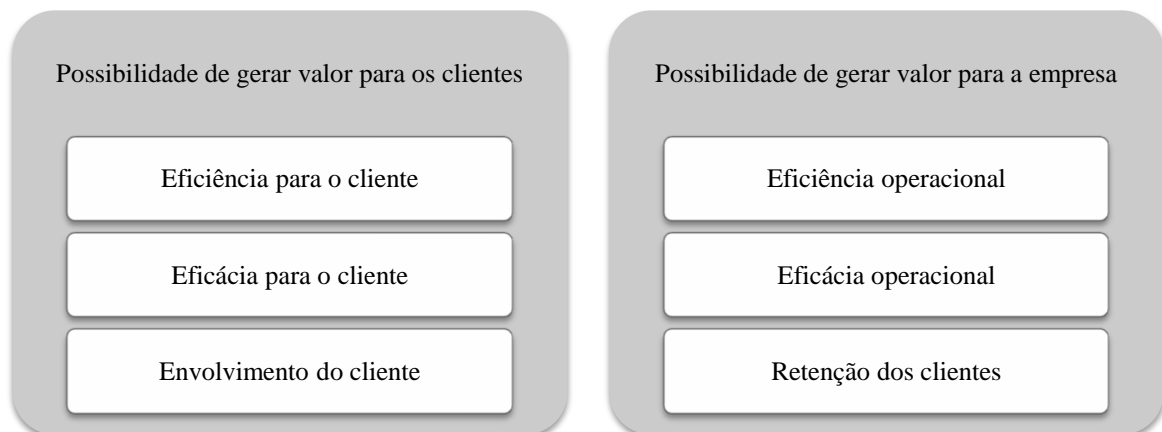 Possibilidade de gerar valor para os clientes
Eficiência para o cliente
Eficácia para o cliente
Envolvimento do cliente
Possibilidade de gerar valor para a empresa
Eficiência operacional
Eficácia operacional
Retenção dos clientes